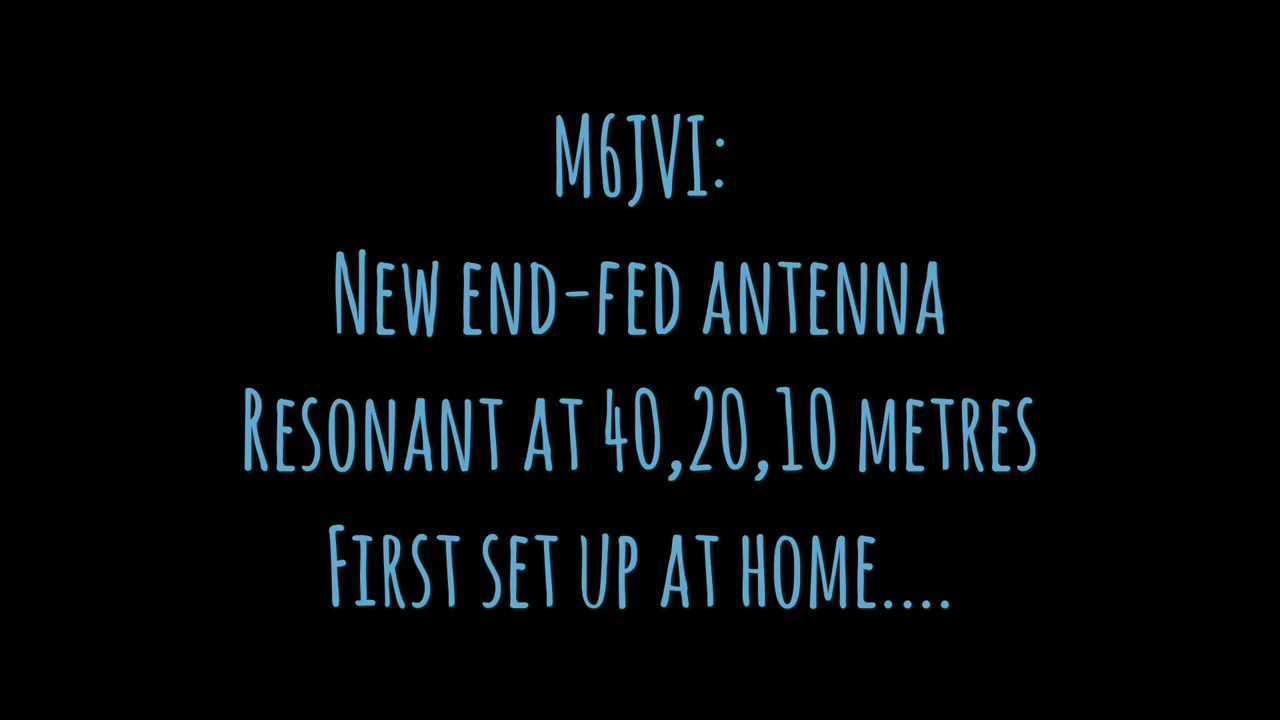 M6JVI:
New end-fed antenna
Resonant at 40,20,10 metres
First set up at home....